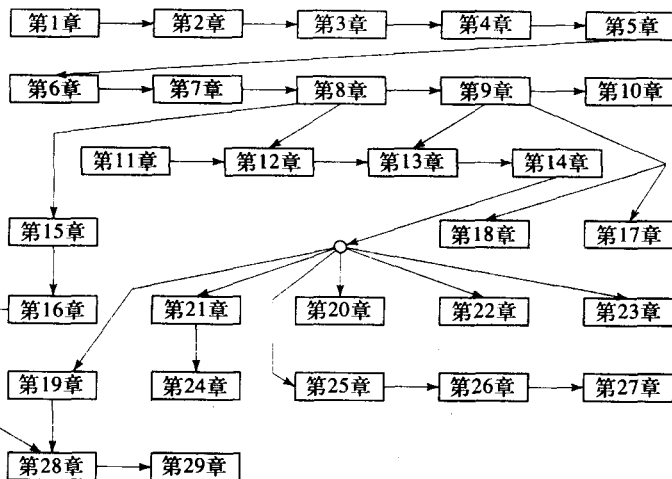 第1章 第2章 第3章 第4章 第5章
第6章 第7章 第8章 第9章 第10章
第11章 第12章 第13章 第14章
第15章 第18章 第17章
第16章 第21章 第20章 第22章 第23章
第19章 第24章 第25章 第26章 第27章
第28章 第29章